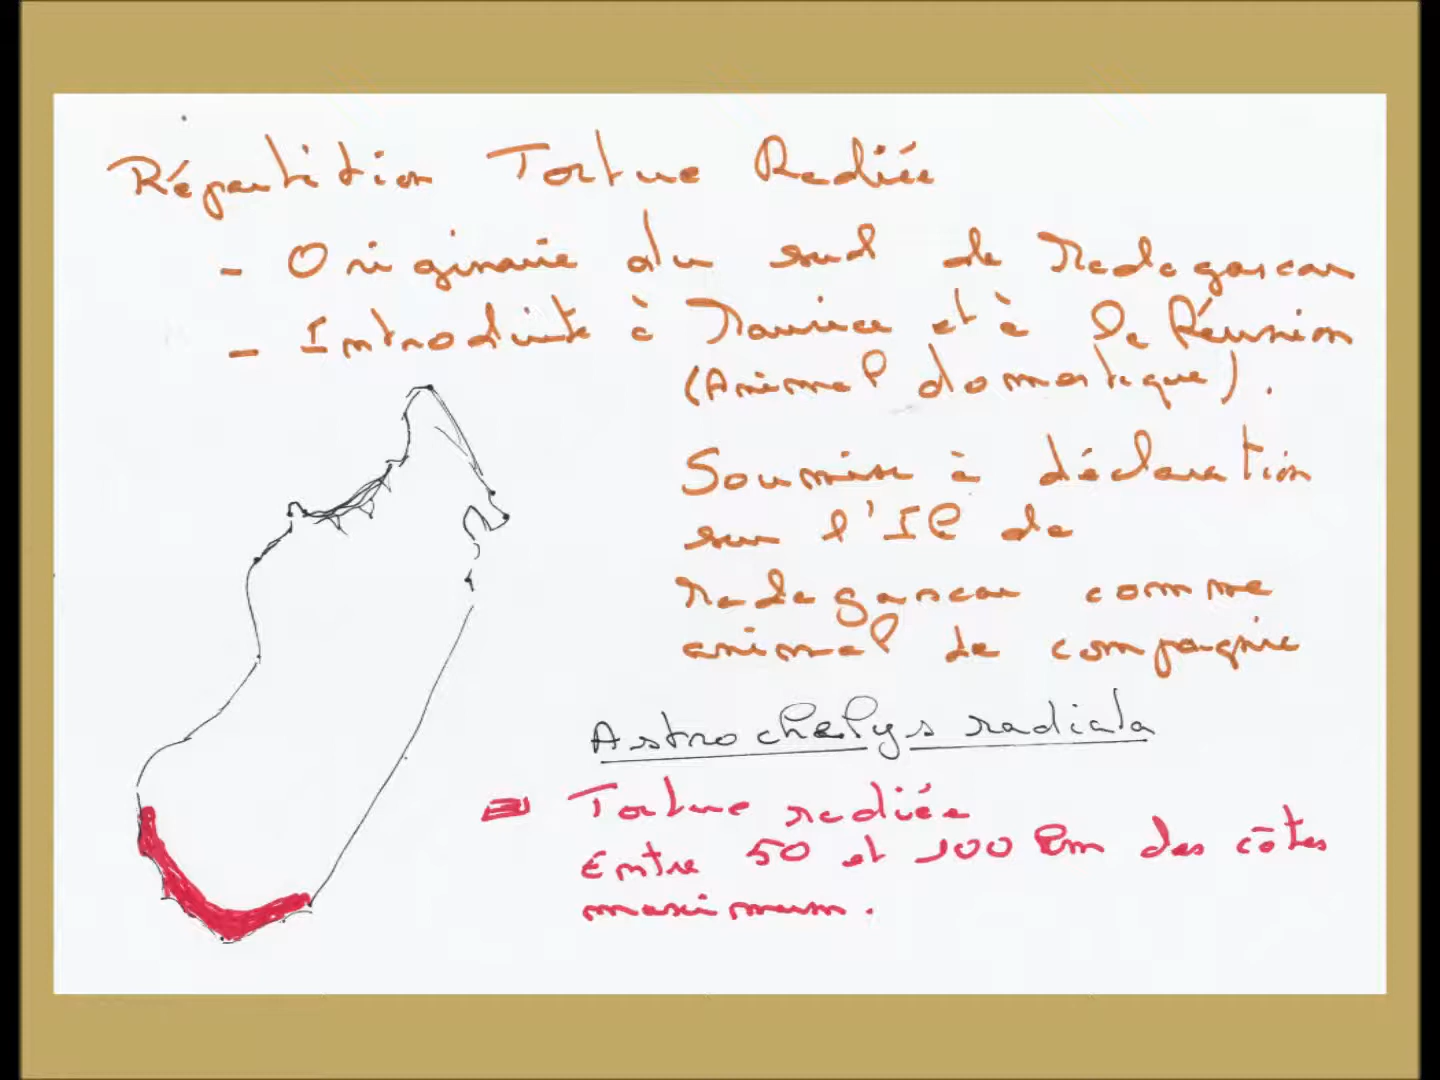 Répartition Tortue Radiée
- Originaire du sud de Madagascar
- Introduite à Maurice et à la Réunion
(Animal domestique).
Soumise à déclaration
sur l'île de
Madagascar comme
animal de compagnie
Astrochelys radiata
Tortue radiée
Entre 50 et 100 km des côtes
maximum.